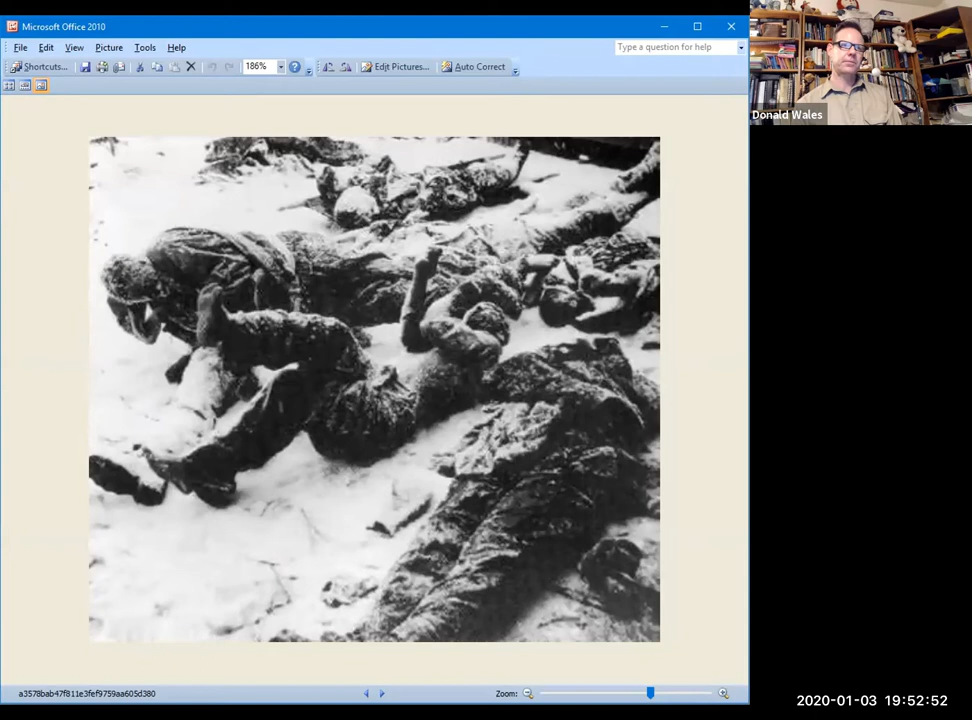 Microsoft Office 2010
File Edit View Picture Tools Help
Type a question for help
Shortcuts... 186% Edit Pictures... Auto Correct
Donald Wales
a3578bab47f811e3fef9759aa605d380
Zoom:
2020-01-03 19:52:52